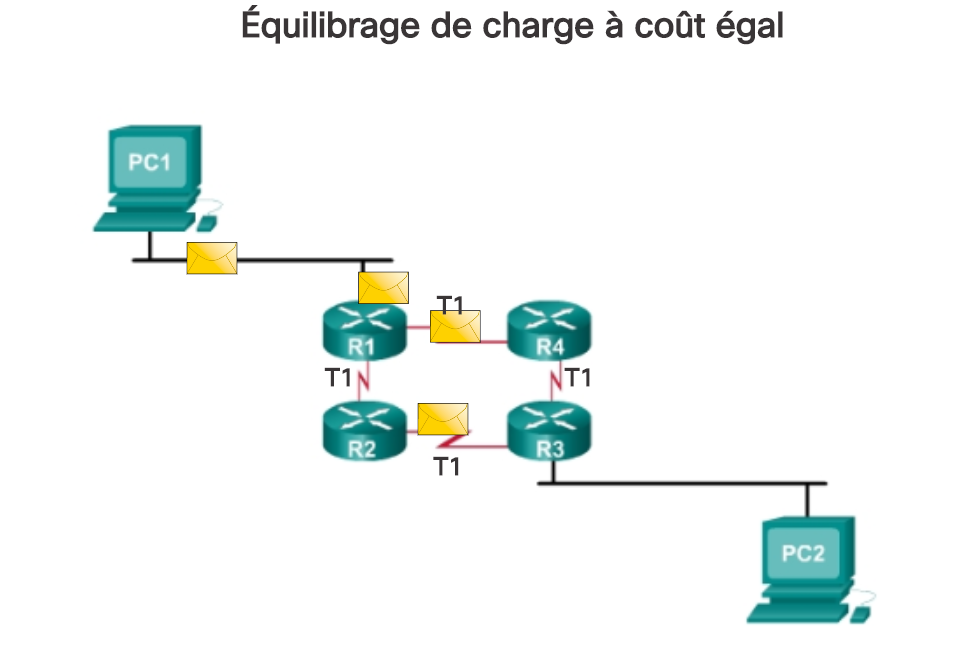 Équilibrage de charge à coût égal
PC1
T1
R1
R4
T1
T1
R2
R3
T1
PC2